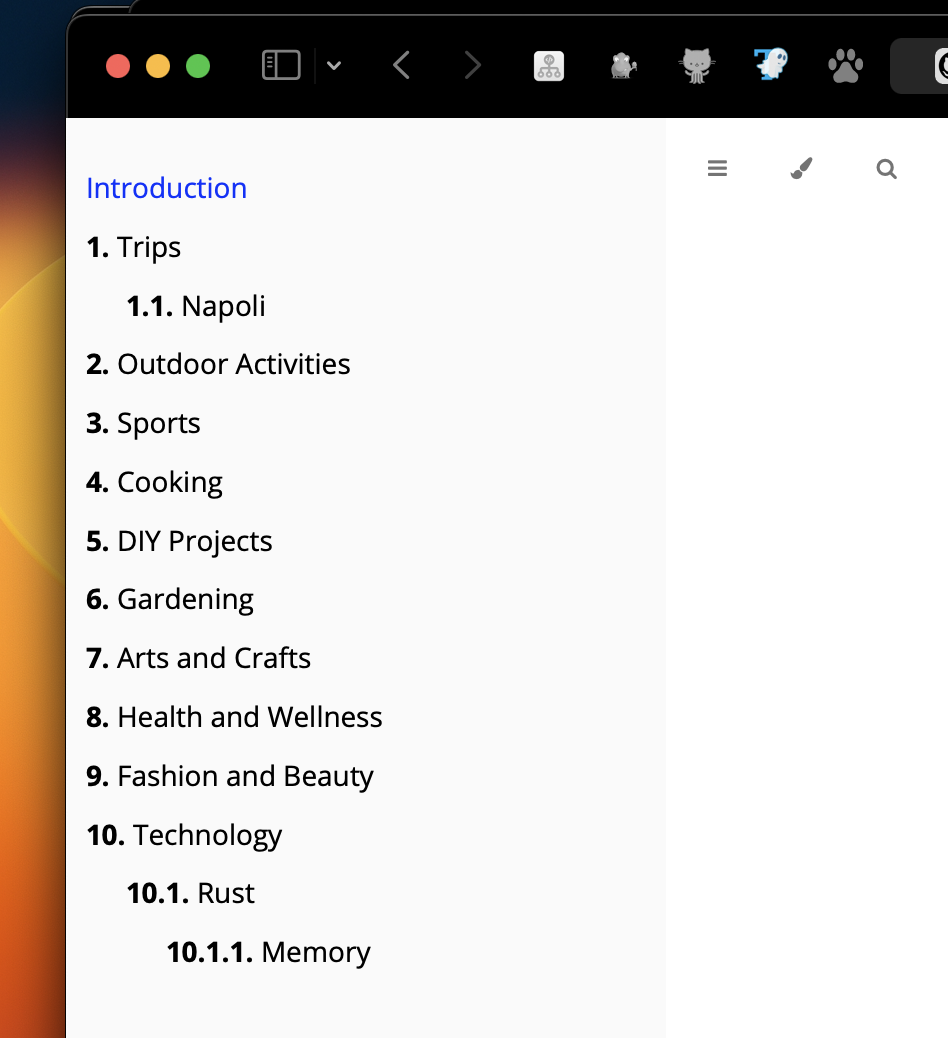 Introduction
1. Trips
1.1. Napoli
2. Outdoor Activities
3. Sports
4. Cooking
5. DIY Projects
6. Gardening
7. Arts and Crafts
8. Health and Wellness
9. Fashion and Beauty
10. Technology
10.1. Rust
10.1.1. Memory